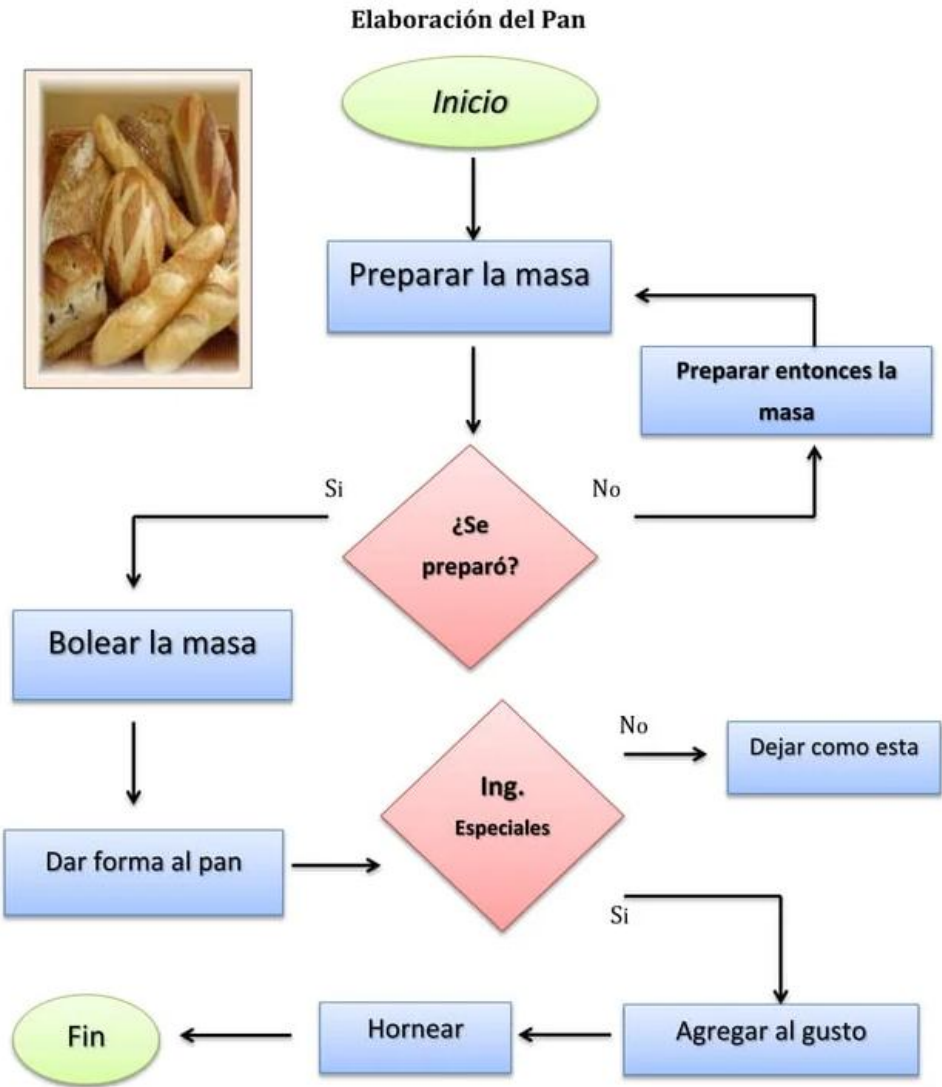 Elaboración del Pan
Inicio
Preparar la masa
Preparar entonces la
masa
Si
No
¿Se
preparó?
Bolear la masa
No
Dejar como esta
Ing.
Especiales
Dar forma al pan
Si
Fin
Hornear
Agregar al gusto